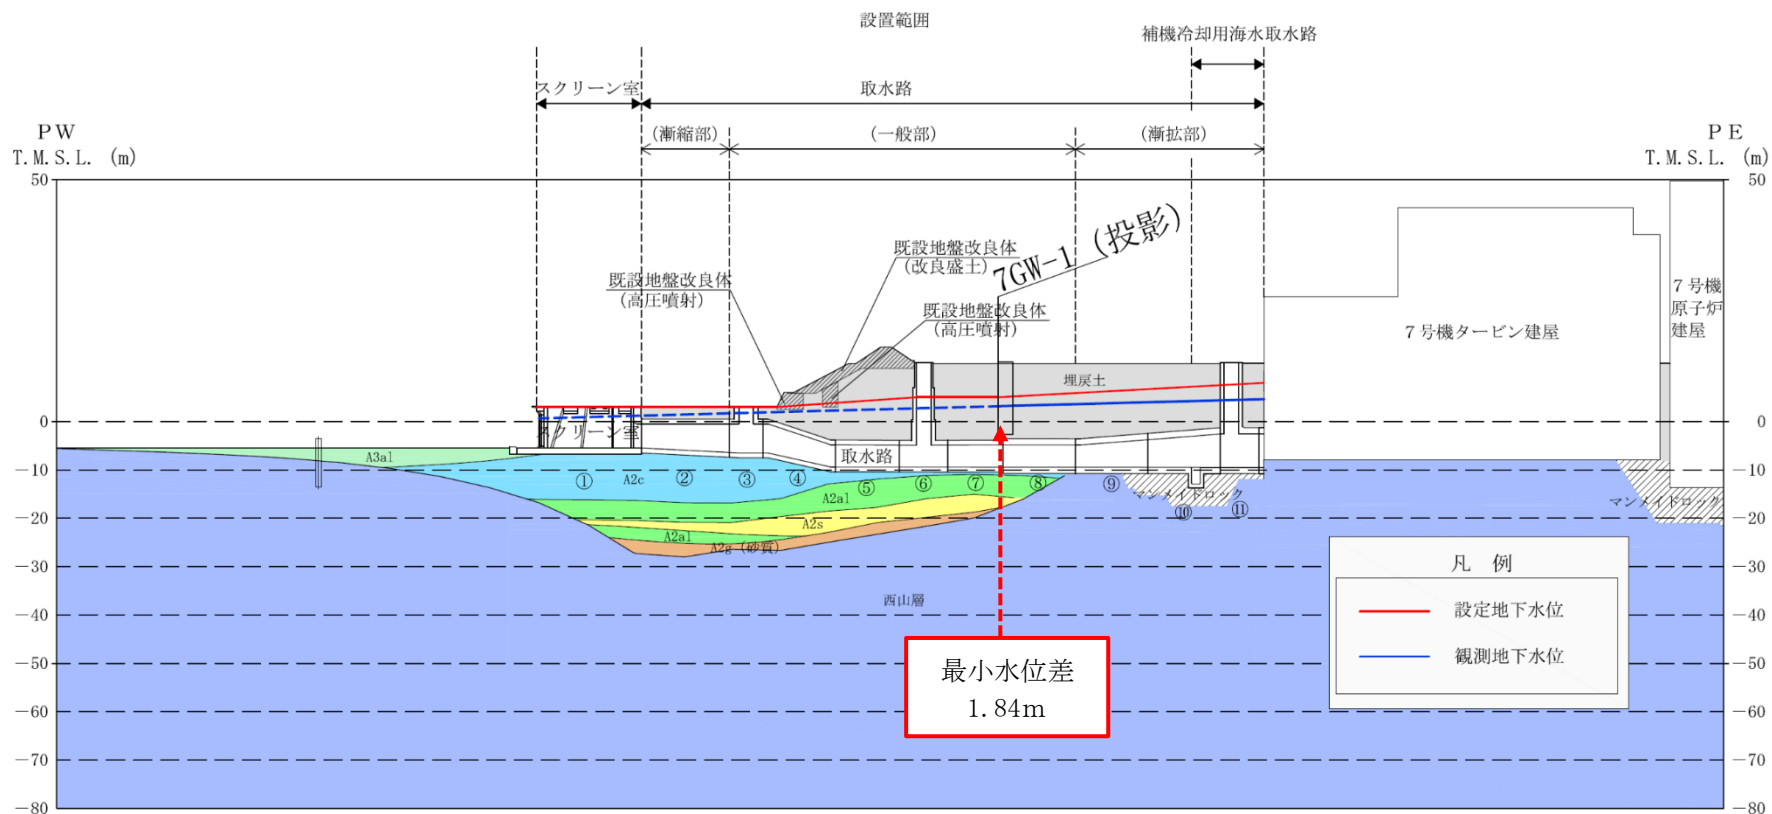 設置範囲
補機冷却用海水取水路
スクリーン室
取水路
(漸縮部)
(一般部)
(漸拡部)
PW
T.M.S.L. (m)
PE
T.M.S.L. (m)
50
0
-10
-20
-30
-40
-50
-60
-70
-80
50
0
-10
-20
-30
-40
-50
-60
-70
-80
既設地盤改良体
(改良盛土)
7GW-1 (投影)
既設地盤改良体
(高圧噴射)
既設地盤改良体
(高圧噴射)
7号機
原子炉
建屋
7号機タービン建屋
埋戻土
スクリーン室
取水路
A3al
① A2c ② ③ ④ ⑤ ⑥ ⑦ ⑧ ⑨
A2al
マンメイドロック
⑩ ⑪
マンメイドロック
A2s
A2al
A2g (砂質)
西山層
凡 例
設定地下水位
観測地下水位
最小水位差
1.84m